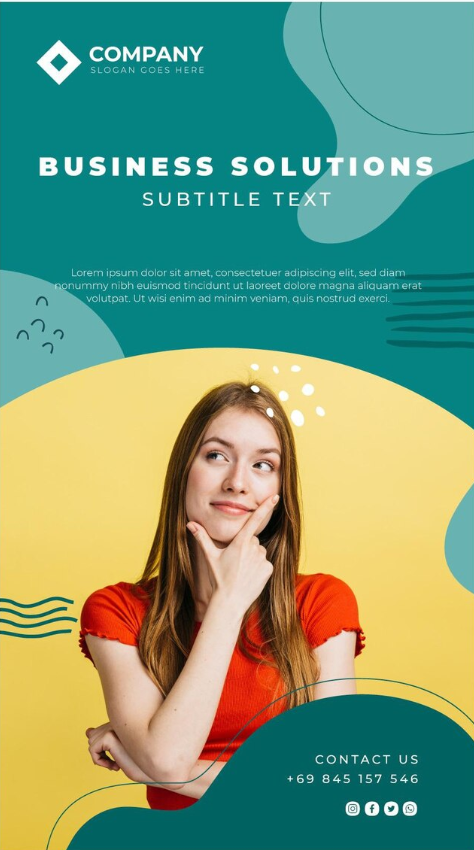 COMPANY
SLOGAN GOES HERE
BUSINESS SOLUTIONS
SUBTITLE TEXT
Lorem ipsum dolor sit amet, consectetuer adipiscing elit, sed diam
nonummy nibh euismod tincidunt ut laoreet dolore magna aliquam erat
volutpat. Ut wisi enim ad minim veniam, quis nostrud exerci.
CONTACT US
+69 845 157 546